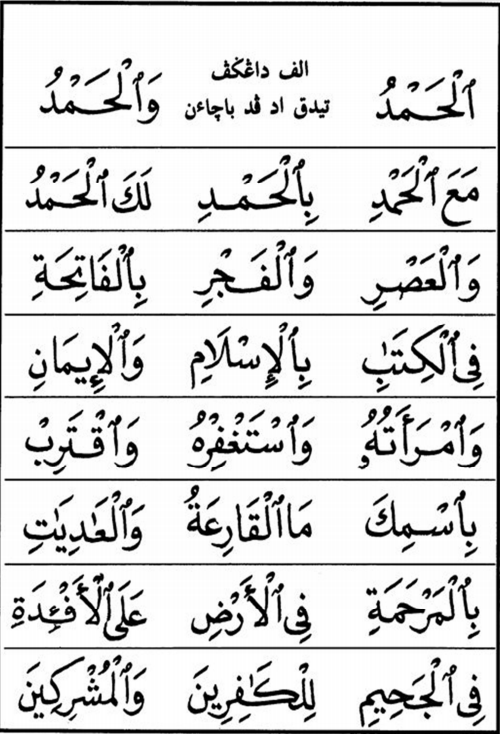 ٱلْحَمْدُ الف داڠكڤ تيدق اد ڤد باچاءن وَٱلْحَمْدُ
مَعَ ٱلْحَمْدِ بِٱلْحَمْدِ لَكَ ٱلْحَمْدُ
وَٱلْعَصْرِ وَٱلْفَجْرِ بِٱلْفَاتِحَةِ
فِى ٱلْكِتَٰبِ بِٱلْإِسْلَامِ وَٱلْإِيمَانِ
وَٱمْرَأَتُهُۥ وَٱسْتَغْفِرْهُ وَٱقْتَرِبْ
بِٱسْمِكَ مَا ٱلْقَارِعَةُ وَٱلْعَٰدِيَٰتِ
بِٱلْمَرْحَمَةِ فِى ٱلْأَرْضِ عَلَى ٱلْأَفْـِٔدَةِ
فِى ٱلْجَحِيمِ لِلْكَٰفِرِينَ وَٱلْمُشْرِكِينَ